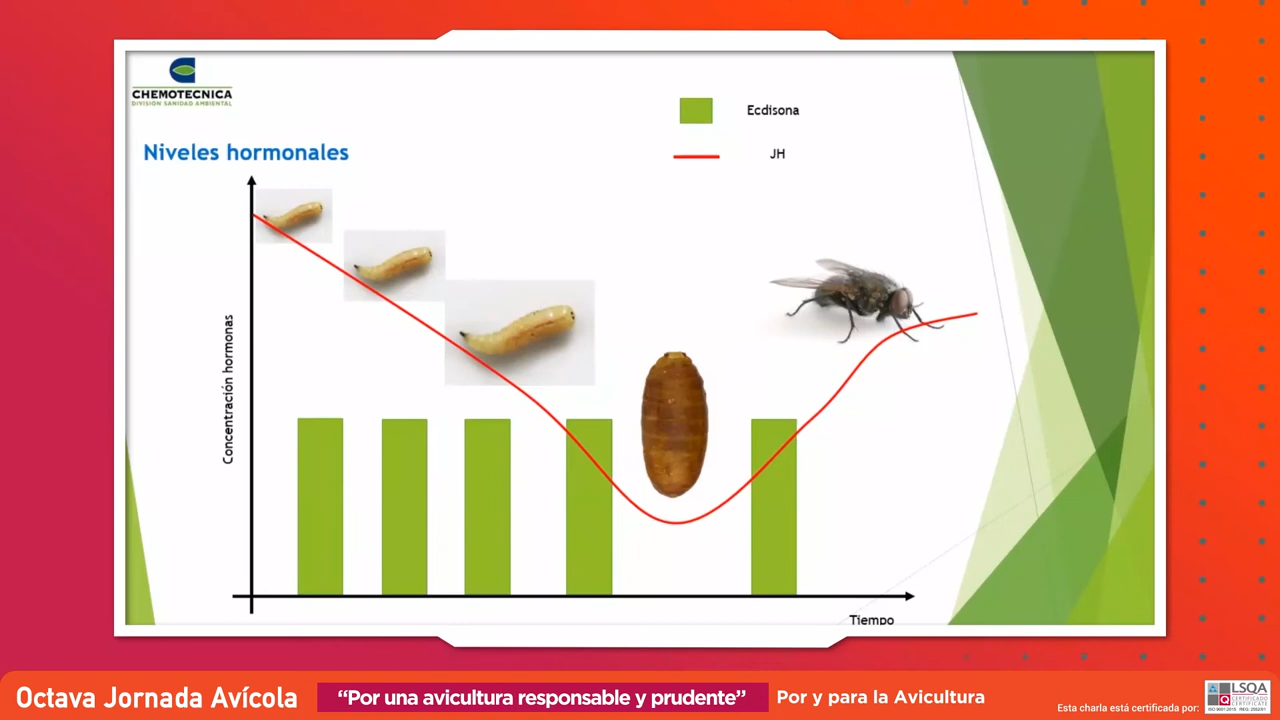 CHEMOTECNICA
DIVISIÓN SANIDAD AMBIENTAL
Ecdisona
JH
Niveles hormonales
Concentración hormonas
Tiempo
Octava Jornada Avícola
“Por una avicultura responsable y prudente”
Por y para la Avicultura
Esta charla está certificada por:
LSQA